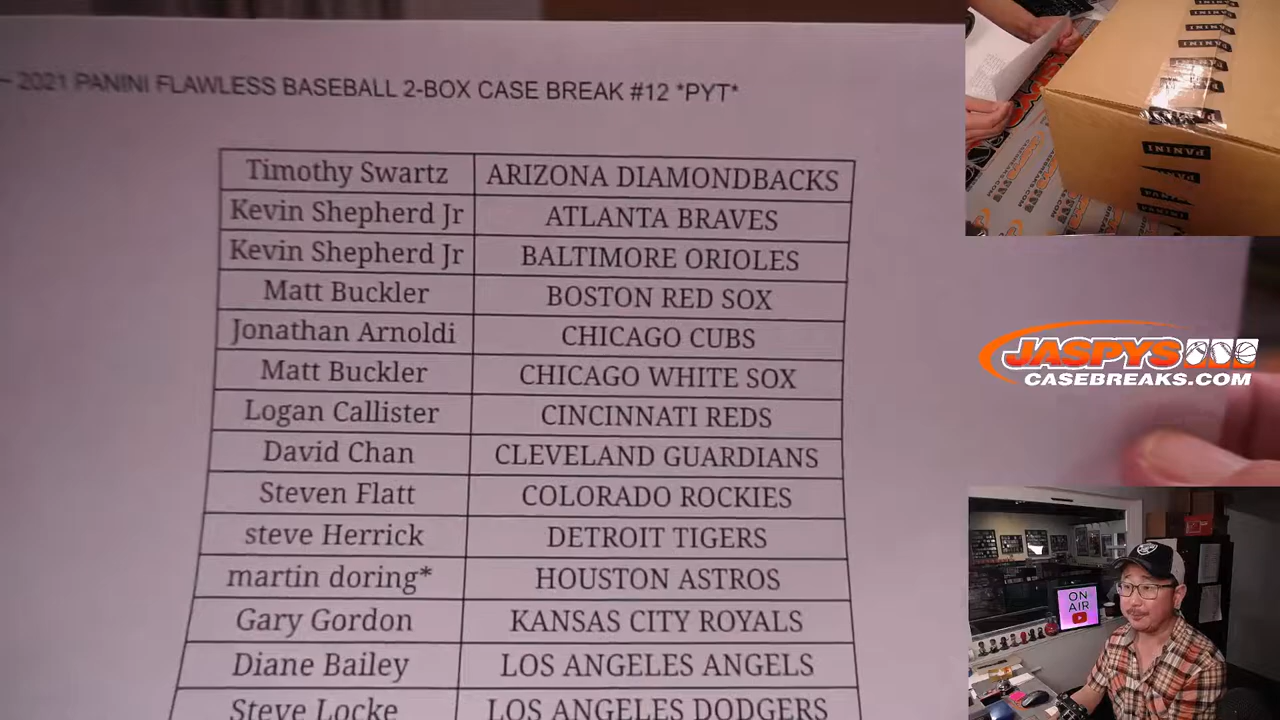 - 2021 PANINI FLAWLESS BASEBALL 2-BOX CASE BREAK #12 *PYT*
Timothy Swartz ARIZONA DIAMONDBACKS
Kevin Shepherd Jr ATLANTA BRAVES
Kevin Shepherd Jr BALTIMORE ORIOLES
Matt Buckler BOSTON RED SOX
Jonathan Arnoldi CHICAGO CUBS
Matt Buckler CHICAGO WHITE SOX
Logan Callister CINCINNATI REDS
David Chan CLEVELAND GUARDIANS
Steven Flatt COLORADO ROCKIES
steve Herrick DETROIT TIGERS
martin doring* HOUSTON ASTROS
Gary Gordon KANSAS CITY ROYALS
Diane Bailey LOS ANGELES ANGELS
Steve Locke LOS ANGELES DODGERS
PANINI
PANINI
PANINI
PANINI
JASPYS
CASEBREAKS.COM
ON
AIR